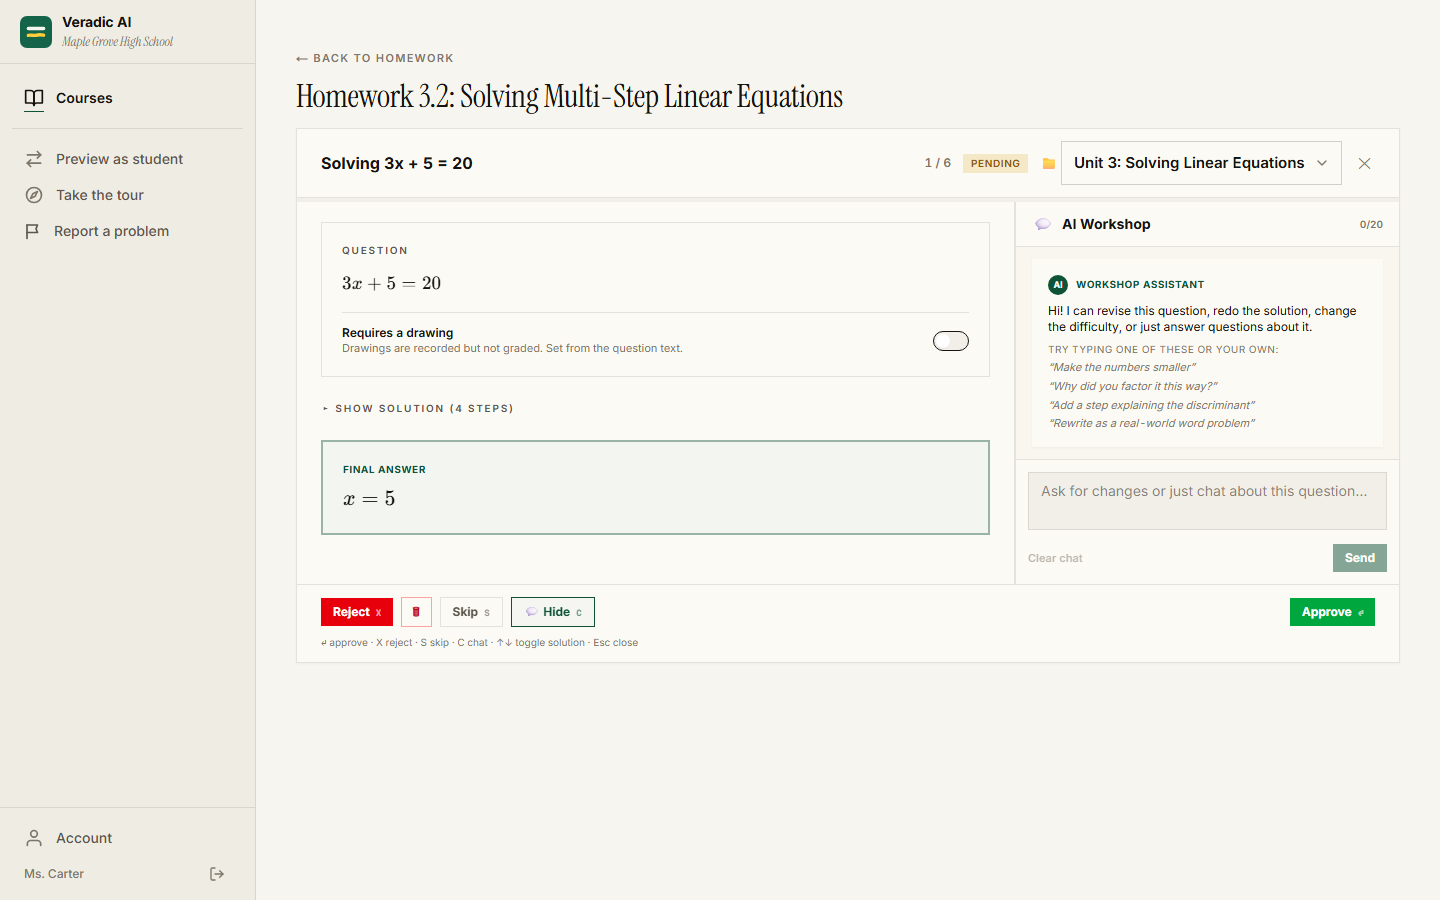 Veradic AI
Maple Grove High School
Courses
Preview as student
Take the tour
Report a problem
Account
Ms. Carter
← BACK TO HOMEWORK
Homework 3.2: Solving Multi-Step Linear Equations
Solving 3x + 5 = 20
1 / 6
PENDING
Unit 3: Solving Linear Equations
QUESTION
3x + 5 = 20
Requires a drawing
Drawings are recorded but not graded. Set from the question text.
▸ SHOW SOLUTION (4 STEPS)
FINAL ANSWER
x = 5
AI Workshop
0/20
AI WORKSHOP ASSISTANT
Hi! I can revise this question, redo the solution, change
the difficulty, or just answer questions about it.
TRY TYPING ONE OF THESE OR YOUR OWN:
“Make the numbers smaller”
“Why did you factor it this way?”
“Add a step explaining the discriminant”
“Rewrite as a real-world word problem”
Ask for changes or just chat about this question...
Clear chat
Send
Reject X
Skip S
Hide C
Approve ↵
↵ approve · X reject · S skip · C chat · ↑↓ toggle solution · Esc close